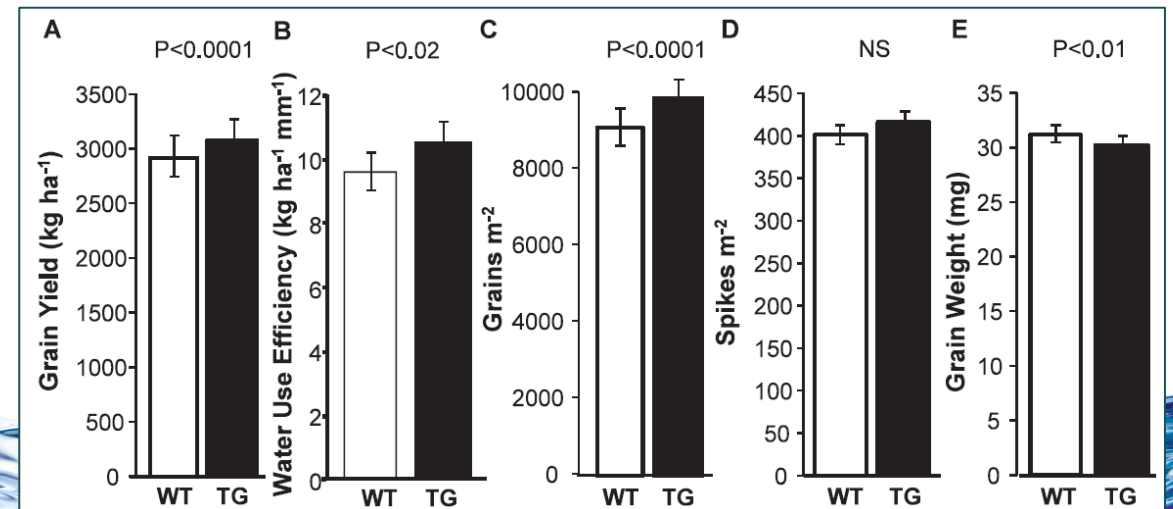 A
P<0.0001
Grain Yield (kg ha⁻¹)
3500
3000
2500
2000
1500
1000
500
0
WT TG
B
P<0.02
Water Use Efficiency (kg ha⁻¹ mm⁻¹)
12
10
8
6
4
2
0
WT TG
C
P<0.0001
Grains m⁻²
10000
8000
6000
4000
2000
0
WT TG
D
NS
Spikes m⁻²
450
400
350
300
250
200
150
100
50
0
WT TG
E
P<0.01
Grain Weight (mg)
35
30
25
20
15
10
5
0
WT TG